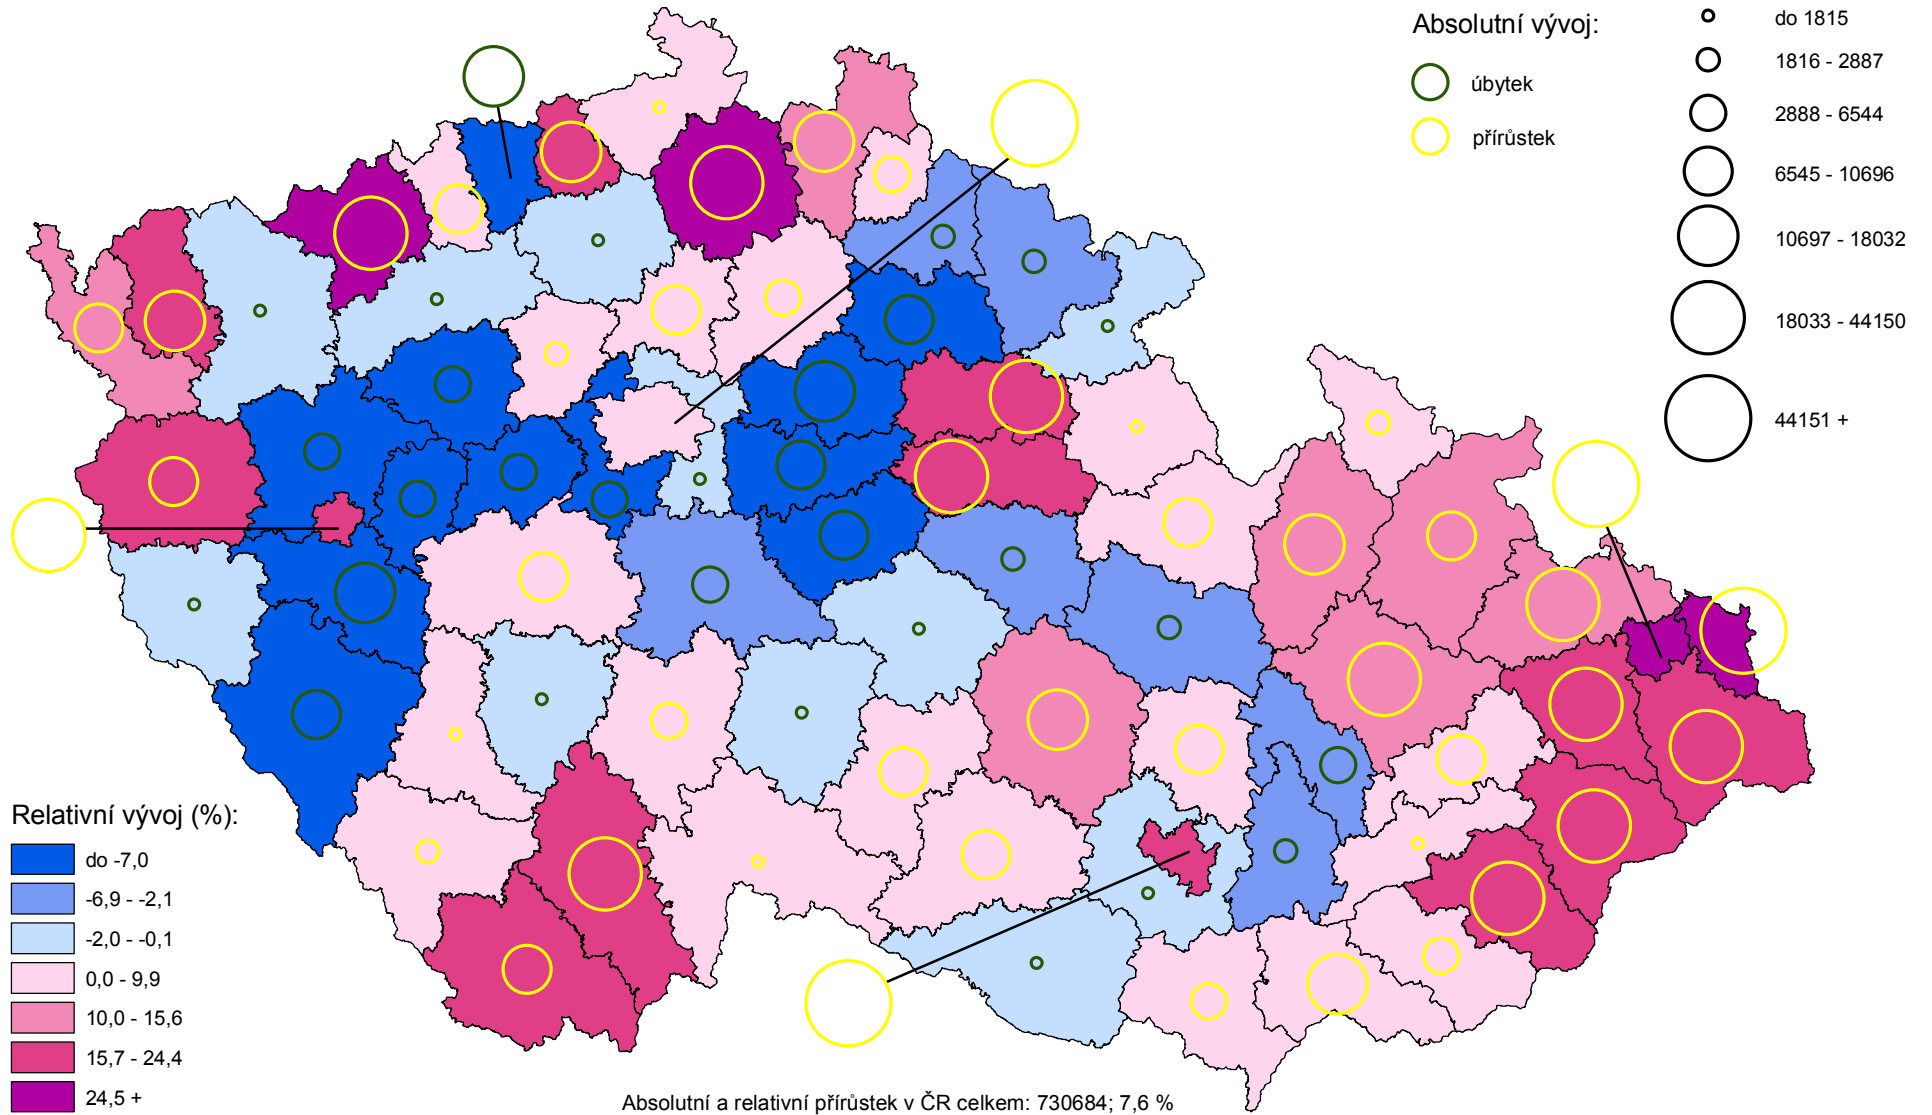 Absolutní vývoj:
úbytek
přírůstek
do 1815
1816 - 2887
2888 - 6544
6545 - 10696
10697 - 18032
18033 - 44150
44151 +
Relativní vývoj (%):
do -7,0
-6,9 - -2,1
-2,0 - -0,1
0,0 - 9,9
10,0 - 15,6
15,7 - 24,4
24,5 +
Absolutní a relativní přírůstek v ČR celkem: 730684; 7,6 %